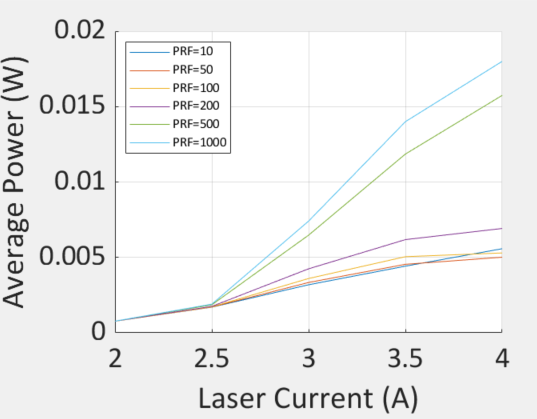 0.02
0.015
0.01
0.005
0
Average Power (W)
PRF=10
PRF=50
PRF=100
PRF=200
PRF=500
PRF=1000
2 2.5 3 3.5 4
Laser Current (A)